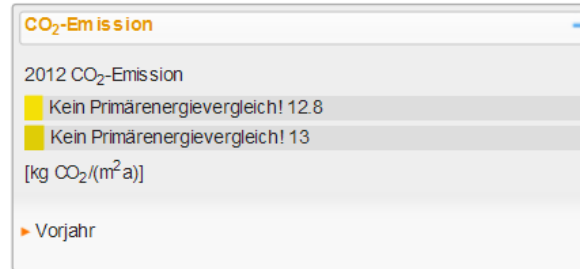 CO₂-Emission
2012 CO₂-Emission
Kein Primärenergievergleich! 12.8
Kein Primärenergievergleich! 13
[kg CO₂/(m²a)]
Vorjahr